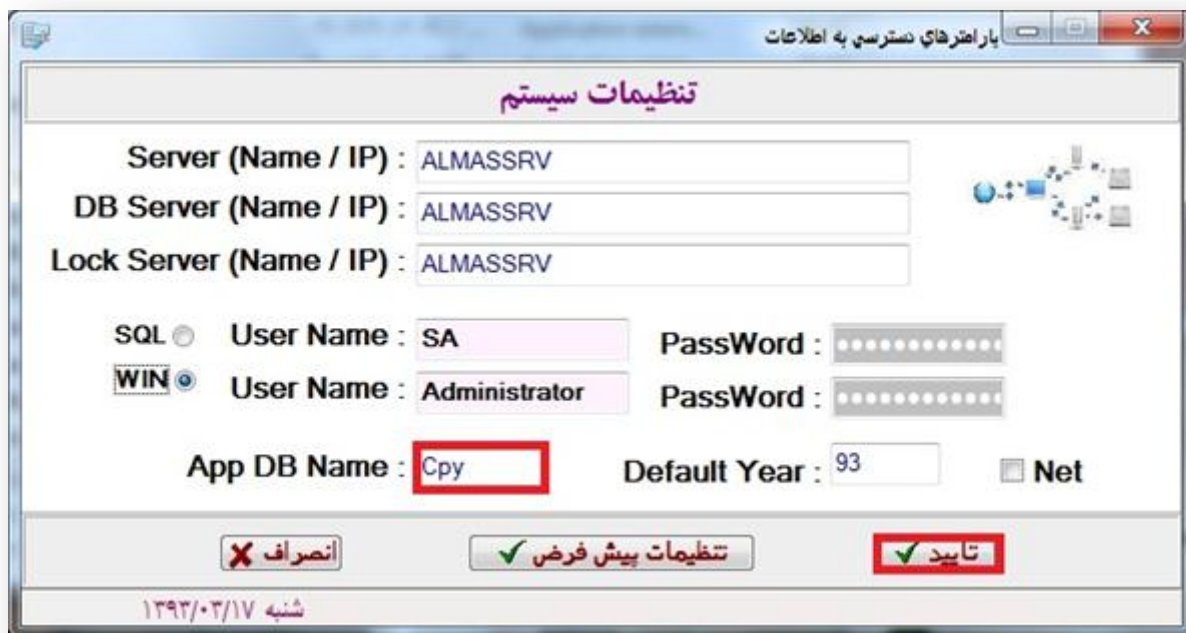 پارامترهاي دسترسي به اطلاعات
تنظیمات سیستم
Server (Name / IP) : ALMASSRV
DB Server (Name / IP) : ALMASSRV
Lock Server (Name / IP) : ALMASSRV
SQL User Name : SA PassWord :
WIN User Name : Administrator PassWord :
App DB Name : Cpy Default Year : 93 Net
تایید تنظیمات پیش فرض انصراف
شنبه ۱۳۹۳/۰۳/۱۷